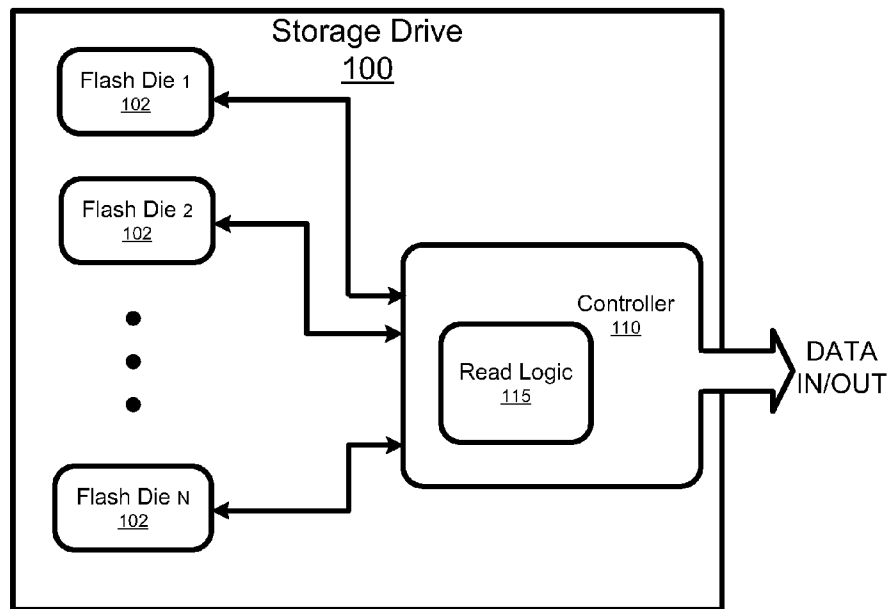 Storage Drive
100
Flash Die 1
102
Flash Die 2
102
Controller
110
Read Logic
115
DATA
IN/OUT
Flash Die N
102